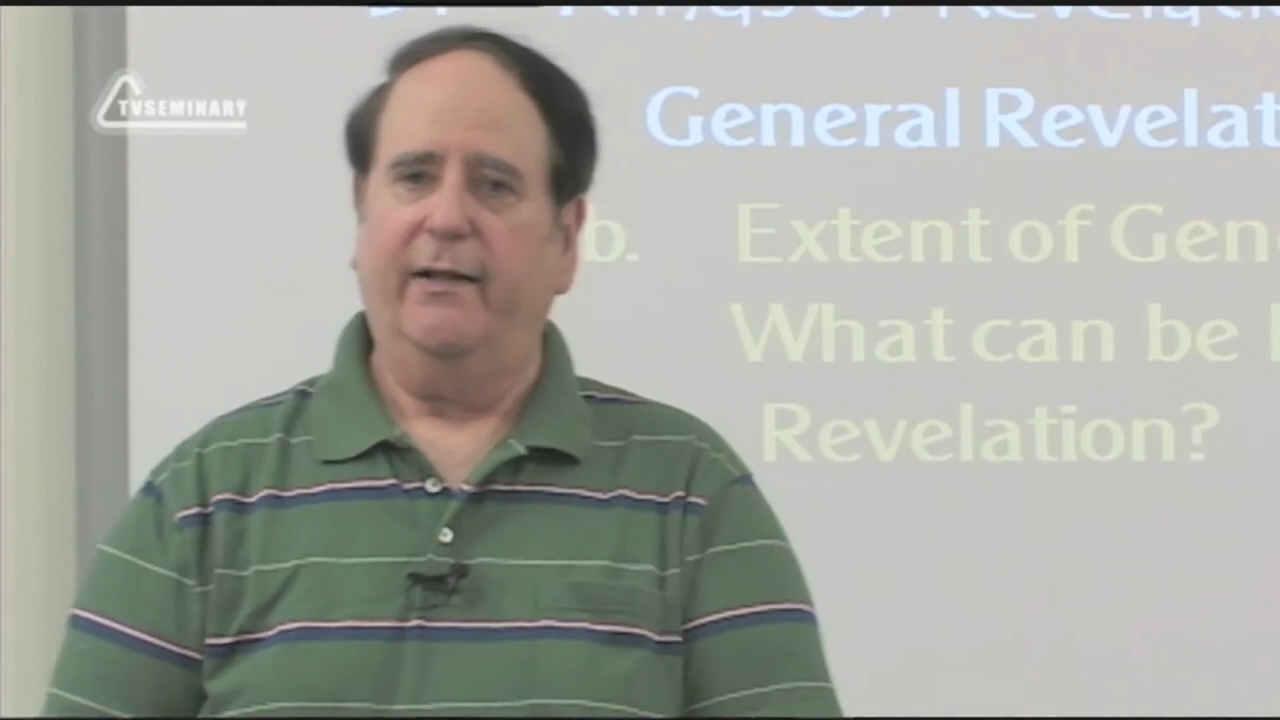 TVSEMINARY
General Revelat
b. Extent of Gen
What can be
Revelation?